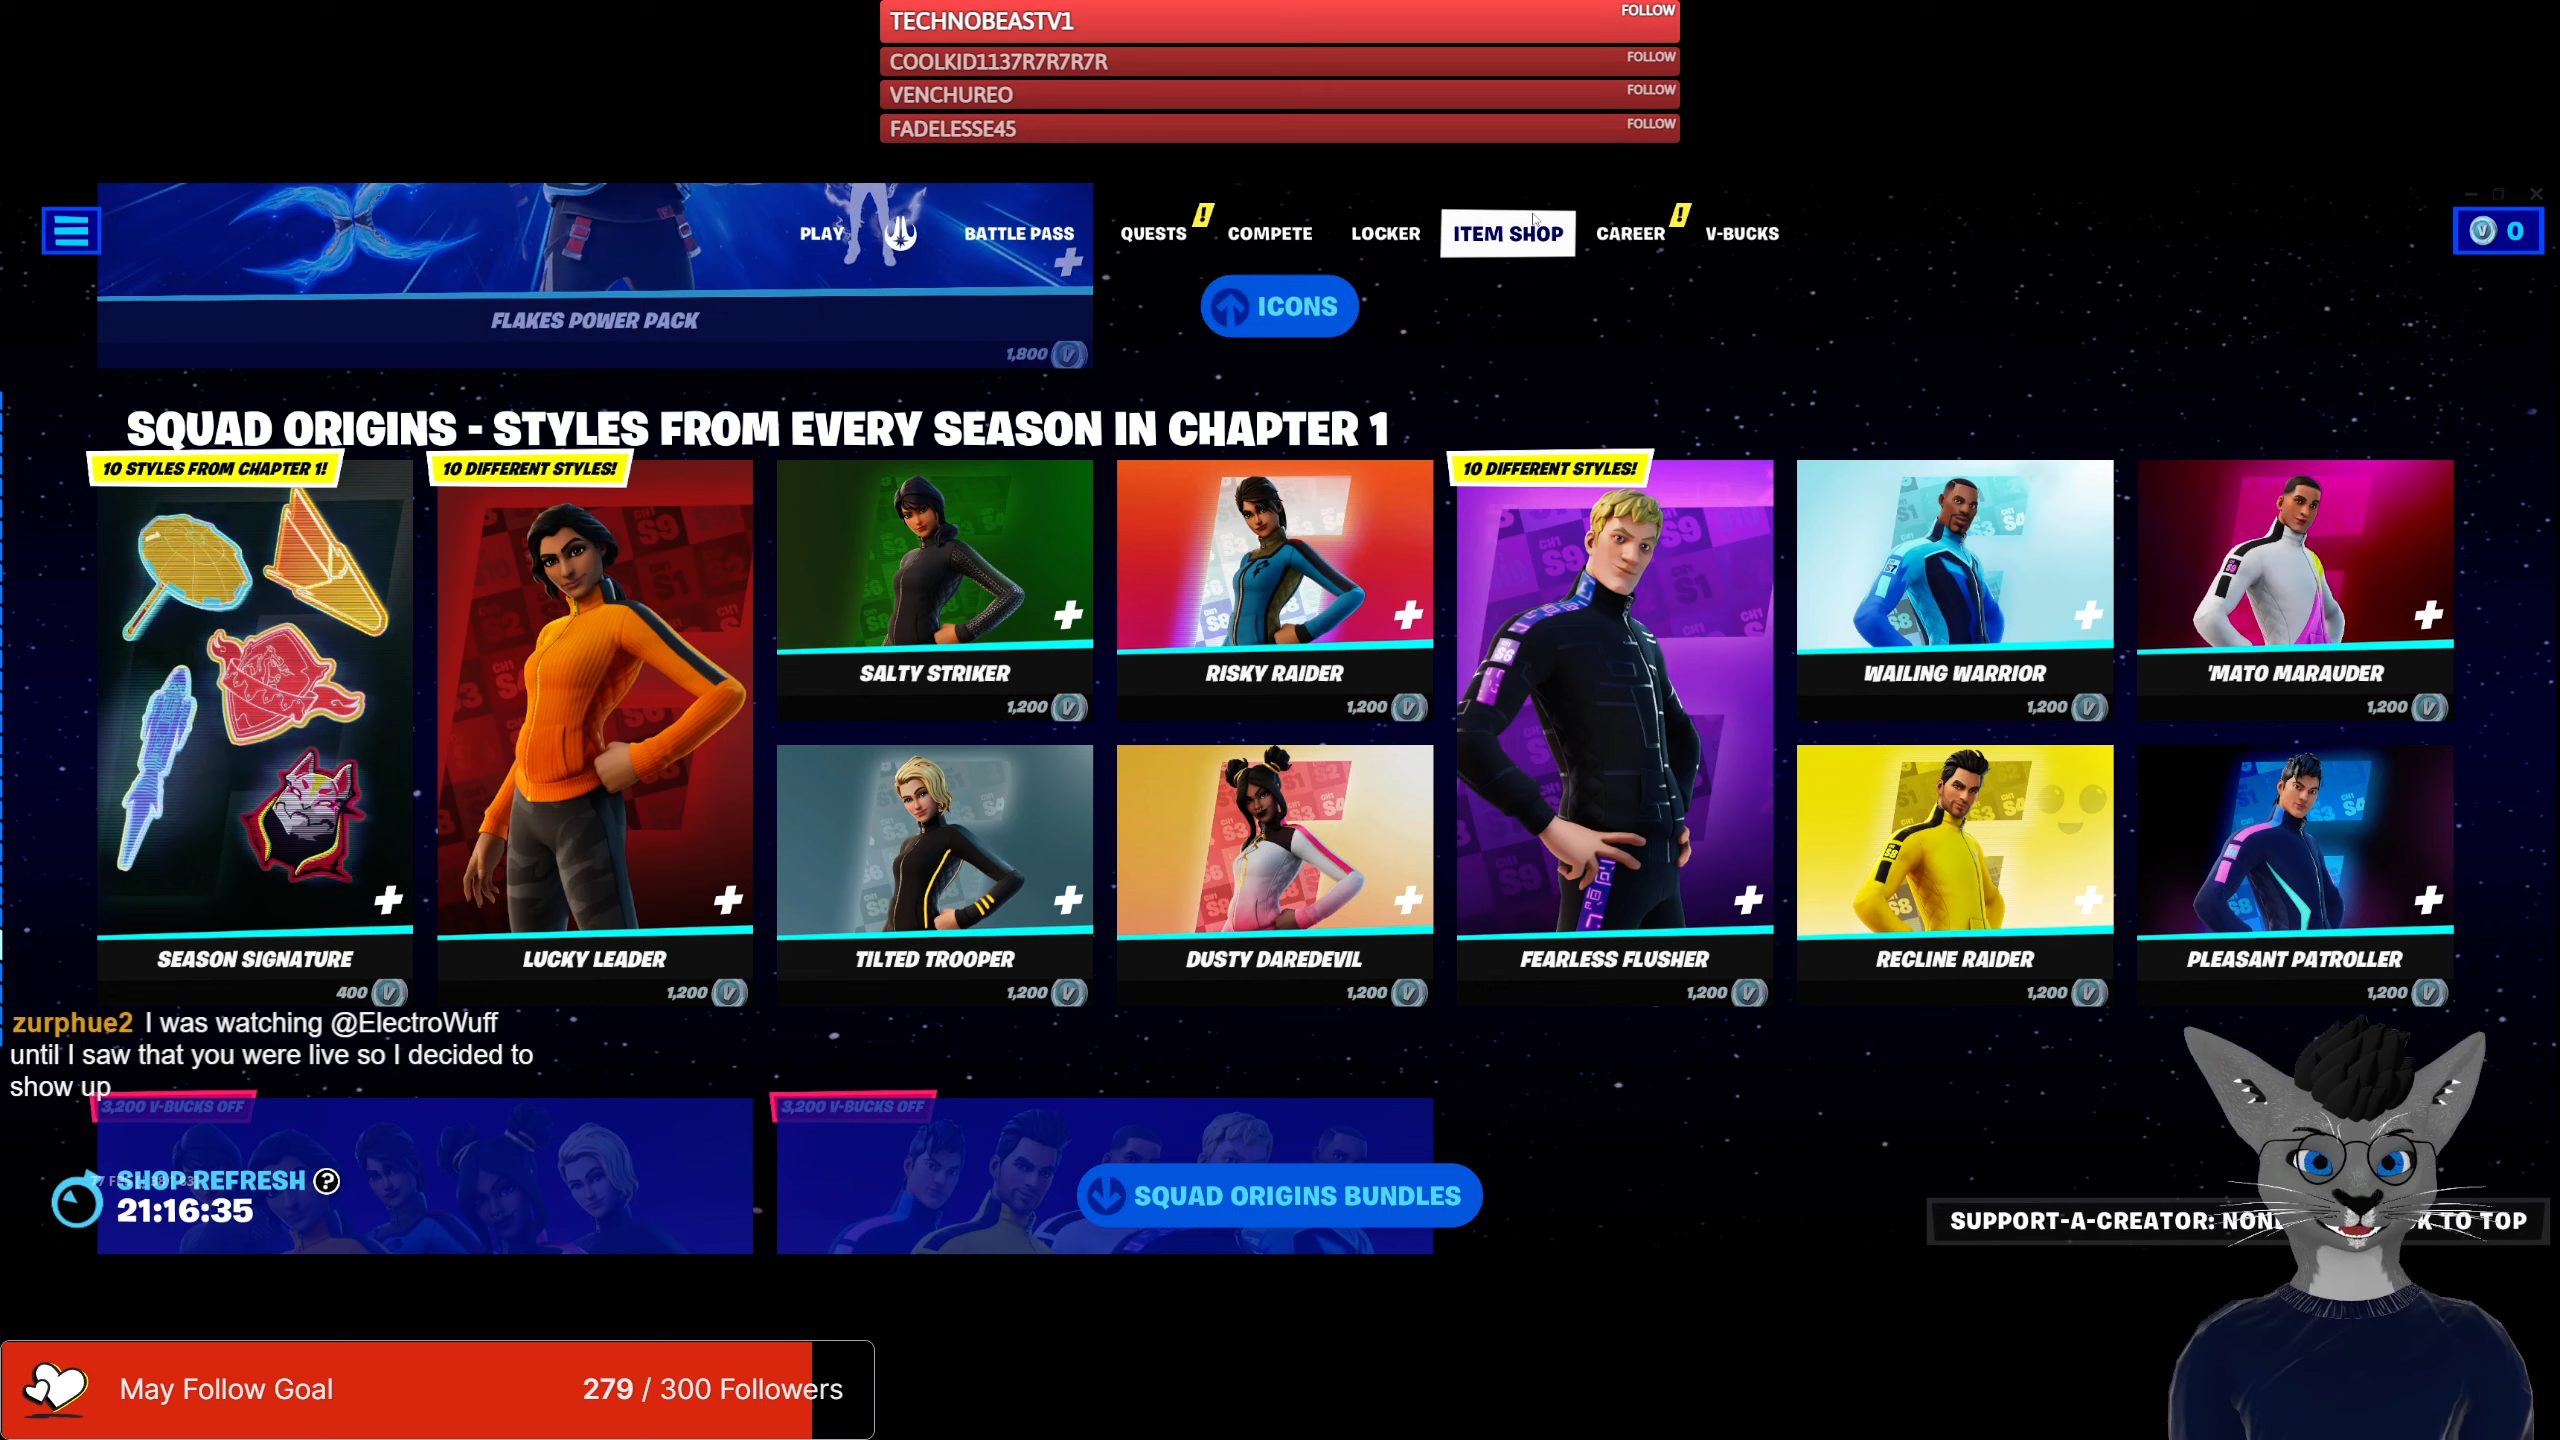 TECHNOBEASTV1 FOLLOW
COOLKID1137R7R7R7R FOLLOW
VENCHUREO FOLLOW
FADELESSE45 FOLLOW
PLAY BATTLE PASS QUESTS ! COMPETE LOCKER ITEM SHOP CAREER ! V-BUCKS 0
ICONS
FLAKES POWER PACK
1,800
SQUAD ORIGINS - STYLES FROM EVERY SEASON IN CHAPTER 1
10 STYLES FROM CHAPTER 1!
SEASON SIGNATURE
400
10 DIFFERENT STYLES!
LUCKY LEADER
1,200
SALTY STRIKER
1,200
RISKY RAIDER
1,200
TILTED TROOPER
1,200
DUSTY DAREDEVIL
1,200
10 DIFFERENT STYLES!
FEARLESS FLUSHER
1,200
WAILING WARRIOR
1,200
'MATO MARAUDER
1,200
RECLINE RAIDER
1,200
PLEASANT PATROLLER
1,200
zurphue2 I was watching @ElectroWuff
until I saw that you were live so I decided to
show up
3,200 V-BUCKS OFF
3,200 V-BUCKS OFF
SHOP REFRESH ?
21:16:35
SQUAD ORIGINS BUNDLES
SUPPORT-A-CREATOR: TO TOP
May Follow Goal 279 / 300 Followers